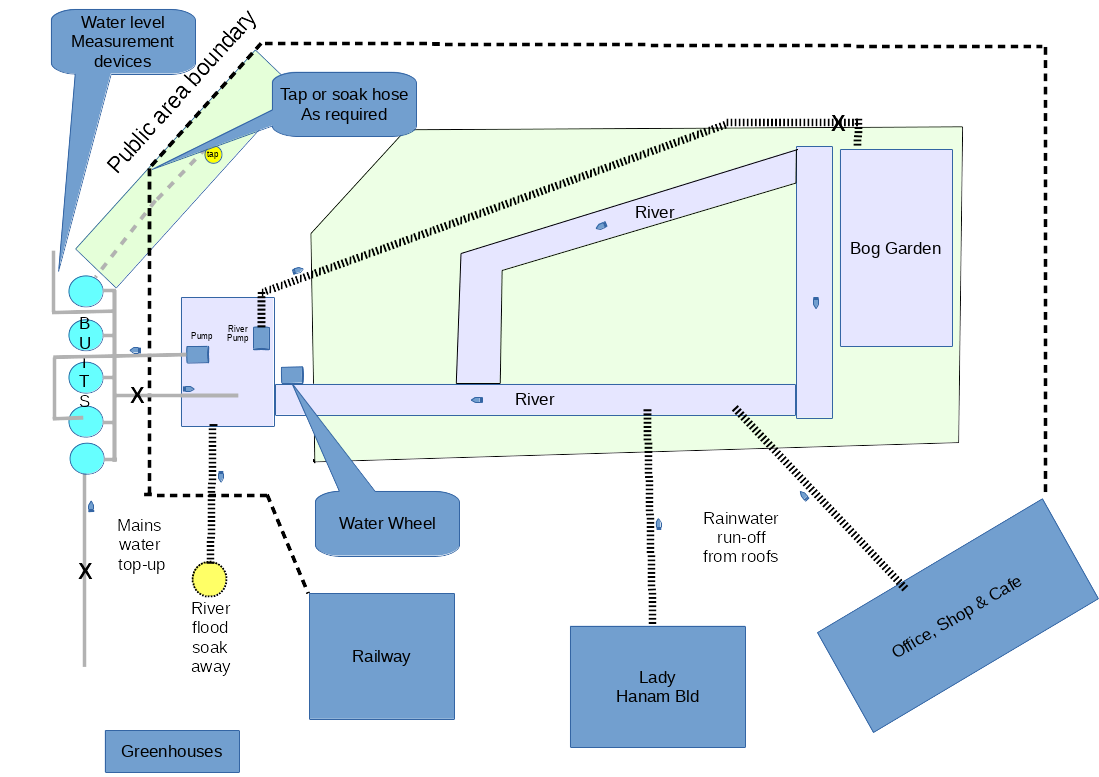 Water level
Measurement
devices
Public area boundary
Tap or soak hose
As required
tap
X
River
Bog Garden
B
U
I
T
S
Pump
River
Pump
X
River
Water Wheel
Mains
water
top-up
X
River
flood
soak
away
Rainwater
run-off
from roofs
Office, Shop & Cafe
Railway
Lady
Hanam Bld
Greenhouses